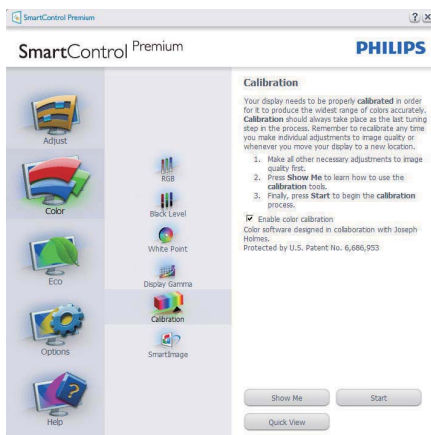 SmartControl Premium
? X
SmartControl Premium
PHILIPS
Adjust
Color
Eco
Options
Help
RGB
Black Level
White Point
Display Gamma
Calibration
SmartImage
Calibration
Your display needs to be properly calibrated in order
for it to produce the widest range of colors accurately.
Calibration should always take place as the last tuning
step in the process. Remember to recalibrate any time
you make individual adjustments to image quality or
whenever you move your display to a new location.
1. Make all other necessary adjustments to image
quality first.
2. Press Show Me to learn how to use the
calibration tools.
3. Finally, press Start to begin the calibration
process.
Enable color calibration
Color software designed in collaboration with Joseph
Holmes.
Protected by U.S. Patent No. 6,686,953
Show Me
Start
Quick View